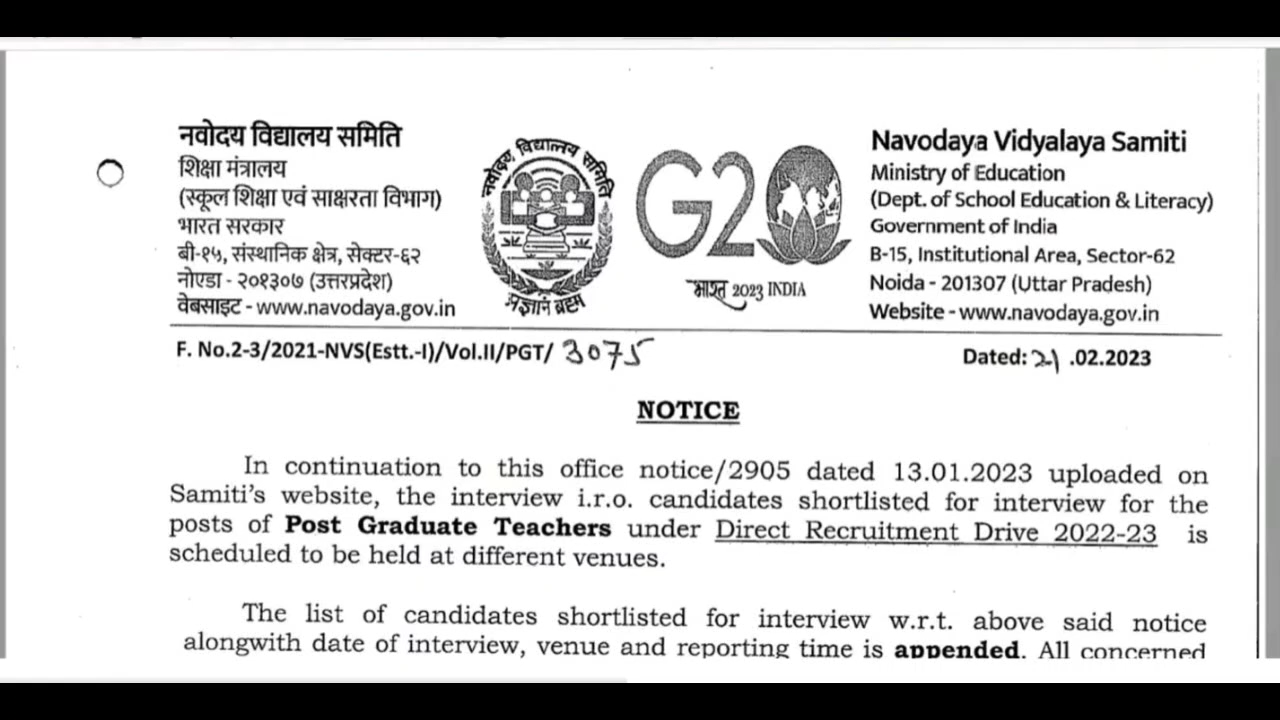 नवोदय विद्यालय समिति
शिक्षा मंत्रालय
(स्कूल शिक्षा एवं साक्षरता विभाग)
भारत सरकार
बी-१५, संस्थानिक क्षेत्र, सेक्टर-६२
नोएडा - २०१३०७ (उत्तरप्रदेश)
वेबसाइट - www.navodaya.gov.in
नवोदय विद्यालय समिति
प्रज्ञानं ब्रह्म
G20
भारत 2023 INDIA
Navodaya Vidyalaya Samiti
Ministry of Education
(Dept. of School Education & Literacy)
Government of India
B-15, Institutional Area, Sector-62
Noida - 201307 (Uttar Pradesh)
Website - www.navodaya.gov.in
F. No.2-3/2021-NVS(Estt.-I)/Vol.II/PGT/ 3075
Dated: 21 .02.2023
NOTICE
In continuation to this office notice/2905 dated 13.01.2023 uploaded on
Samiti's website, the interview i.r.o. candidates shortlisted for interview for the
posts of Post Graduate Teachers under Direct Recruitment Drive 2022-23 is
scheduled to be held at different venues.
The list of candidates shortlisted for interview w.r.t. above said notice
alongwith date of interview, venue and reporting time is appended. All concerned